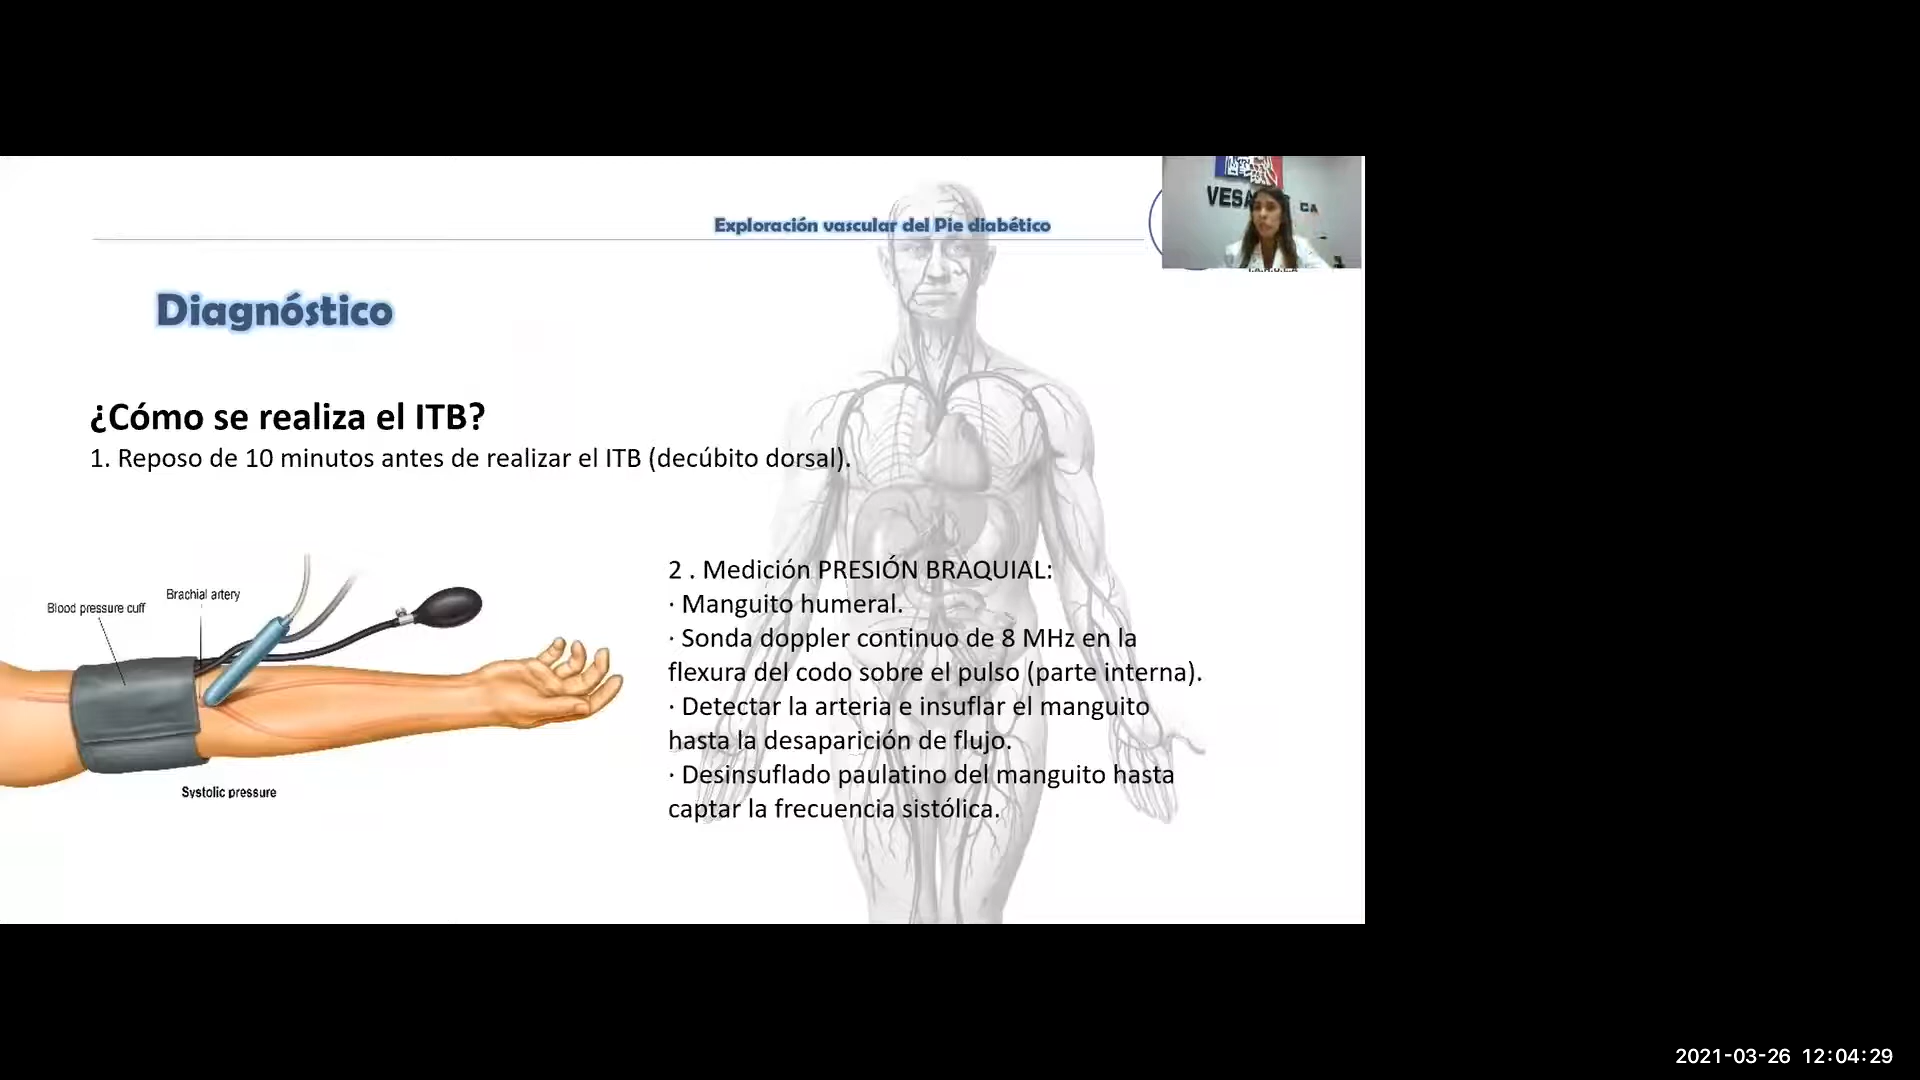 Exploración vascular del Pie diabético
Diagnóstico
¿Cómo se realiza el ITB?
1. Reposo de 10 minutos antes de realizar el ITB (decúbito dorsal).
Blood pressure cuff
Brachial artery
Systolic pressure
2 . Medición PRESIÓN BRAQUIAL:
· Manguito humeral.
· Sonda doppler continuo de 8 MHz en la
flexura del codo sobre el pulso (parte interna).
· Detectar la arteria e insuflar el manguito
hasta la desaparición de flujo.
· Desinsuflado paulatino del manguito hasta
captar la frecuencia sistólica.
2021-03-26 12:04:29